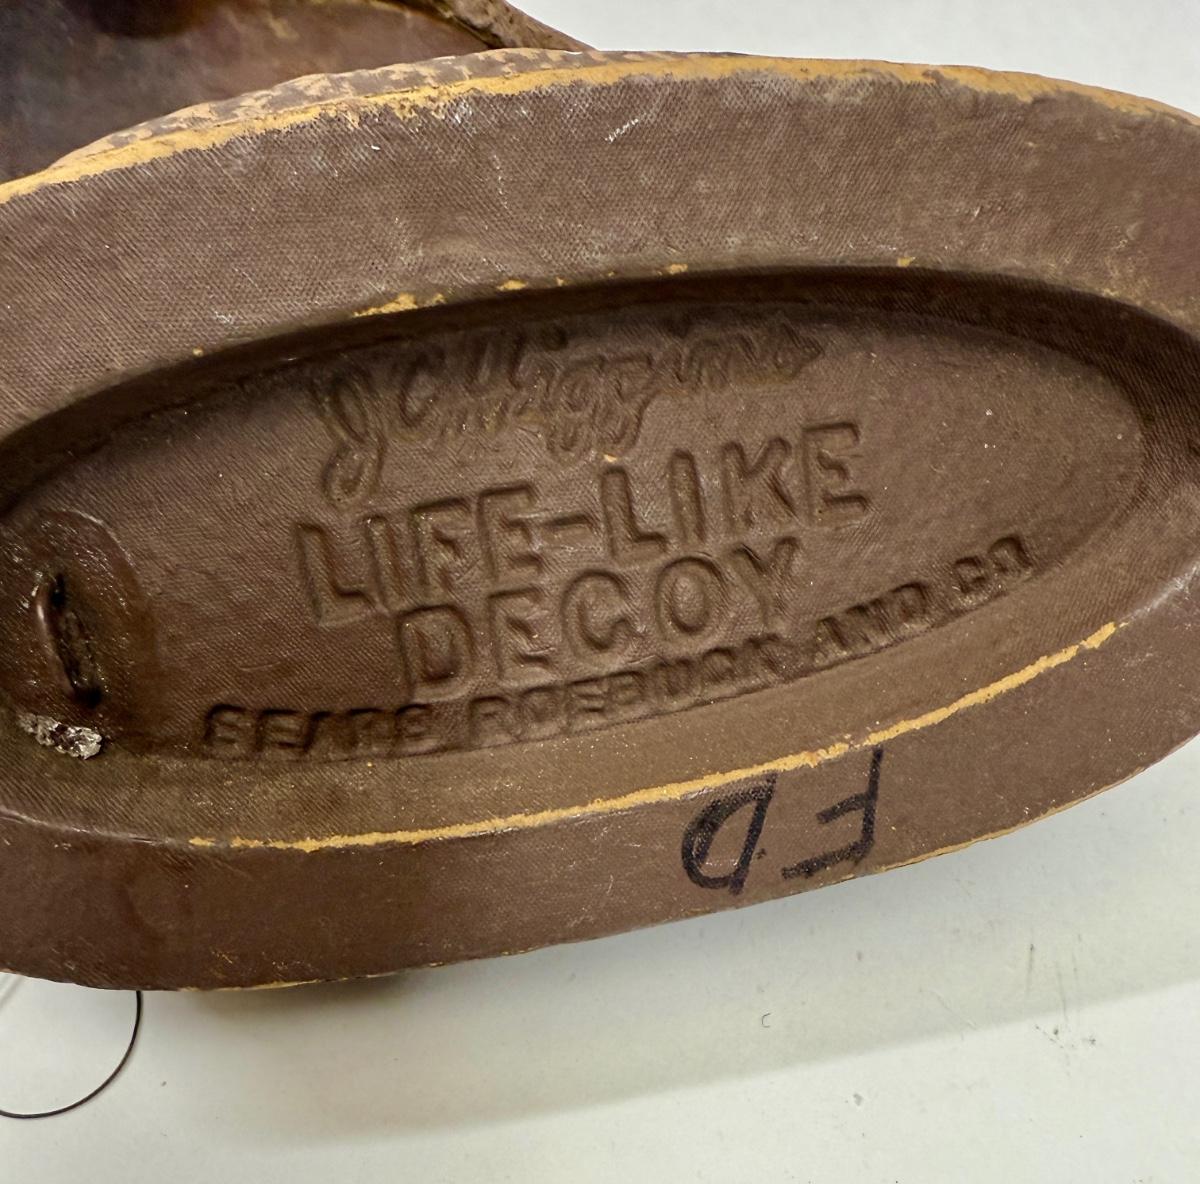 J.C. Higgins
LIFE-LIKE
DECOY
SEARS ROEBUCK AND CO
FD